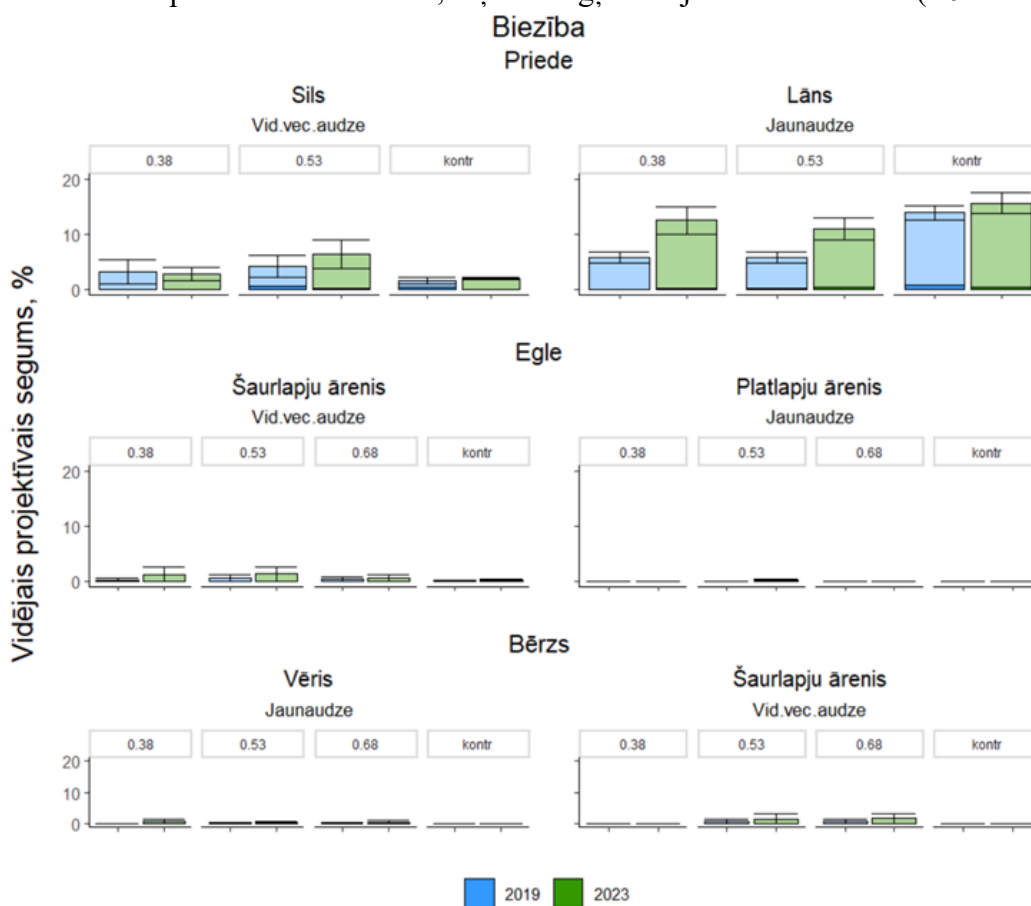 Biezība
Priede
Sils
Vid.vec.audze
0.38 0.53 kontr
Lāns
Jaunaudze
0.38 0.53 kontr
20
10
0
Vidējais projektīvais segums, %
Egle
Šaurlapju ārenis
Vid.vec.audze
0.38 0.53 0.68 kontr
Platlapju ārenis
Jaunaudze
0.38 0.53 0.68 kontr
20
10
0
Bērzs
Vēris
Jaunaudze
0.38 0.53 0.68 kontr
Šaurlapju ārenis
Vid.vec.audze
0.38 0.53 0.68 kontr
20
10
0
2019 2023